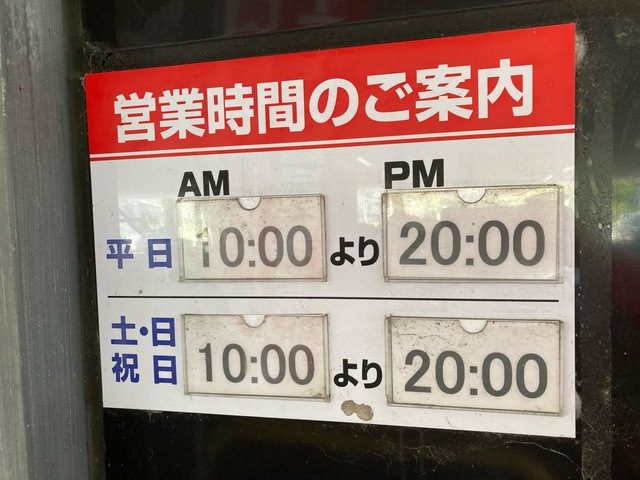 営業時間のご案内
AM PM
平日 10:00 より 20:00
土・日
祝日 10:00 より 20:00